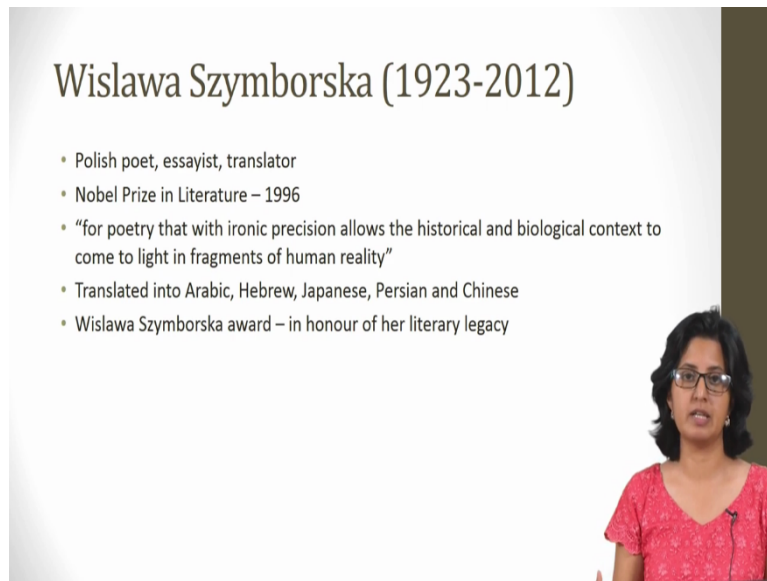 Wislawa Szymborska (1923-2012)
• Polish poet, essayist, translator
• Nobel Prize in Literature – 1996
• “for poetry that with ironic precision allows the historical and biological context to
come to light in fragments of human reality”
• Translated into Arabic, Hebrew, Japanese, Persian and Chinese
• Wislawa Szymborska award – in honour of her literary legacy